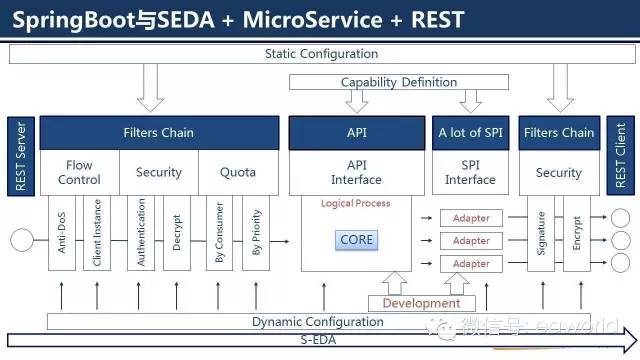 SpringBoot与SEDA + MicroService + REST
Static Configuration
Capability Definition
REST Server
Filters Chain
API
A lot of SPI
Filters Chain
REST Client
Flow
Control
Security
Quota
API
Interface
SPI
Interface
Security
Anti-DoS
Client Instance
Authentication
Decrypt
By Consumer
By Priority
Logical Process
CORE
Adapter
Adapter
Adapter
Signature
Encrypt
Development
Dynamic Configuration
微信号: eaworld
S-EDA